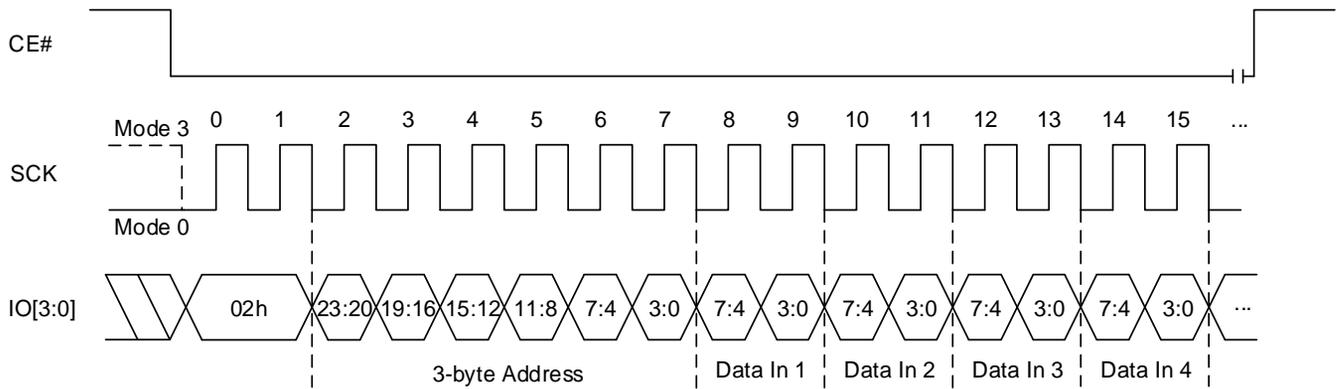 CE#
Mode 3 0 1 2 3 4 5 6 7 8 9 10 11 12 13 14 15 ...
SCK
Mode 0
IO[3:0] 02h 23:20 19:16 15:12 11:8 7:4 3:0 7:4 3:0 7:4 3:0 7:4 3:0 7:4 3:0 ...
3-byte Address Data In 1 Data In 2 Data In 3 Data In 4